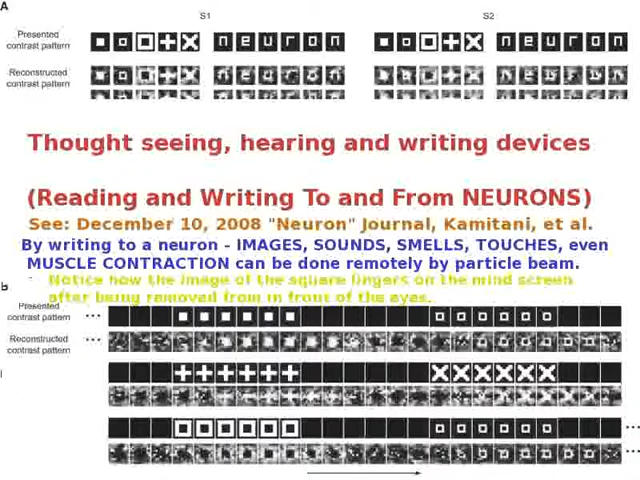 A
S1 S2
Presented
contrast pattern
neuron neuron
Reconstructed
contrast pattern
neuron neuron
Thought seeing, hearing and writing devices
(Reading and Writing To and From NEURONS)
See: December 10, 2008 "Neuron" Journal, Kamitani, et al.
By writing to a neuron - IMAGES, SOUNDS, SMELLS, TOUCHES, even
MUSCLE CONTRACTION can be done remotely by particle beam.
Notice how the image of the square lingers on the mind screen
after being removed from in front of the eyes.
B
Presented
contrast pattern
...
Reconstructed
contrast pattern
...
...
...